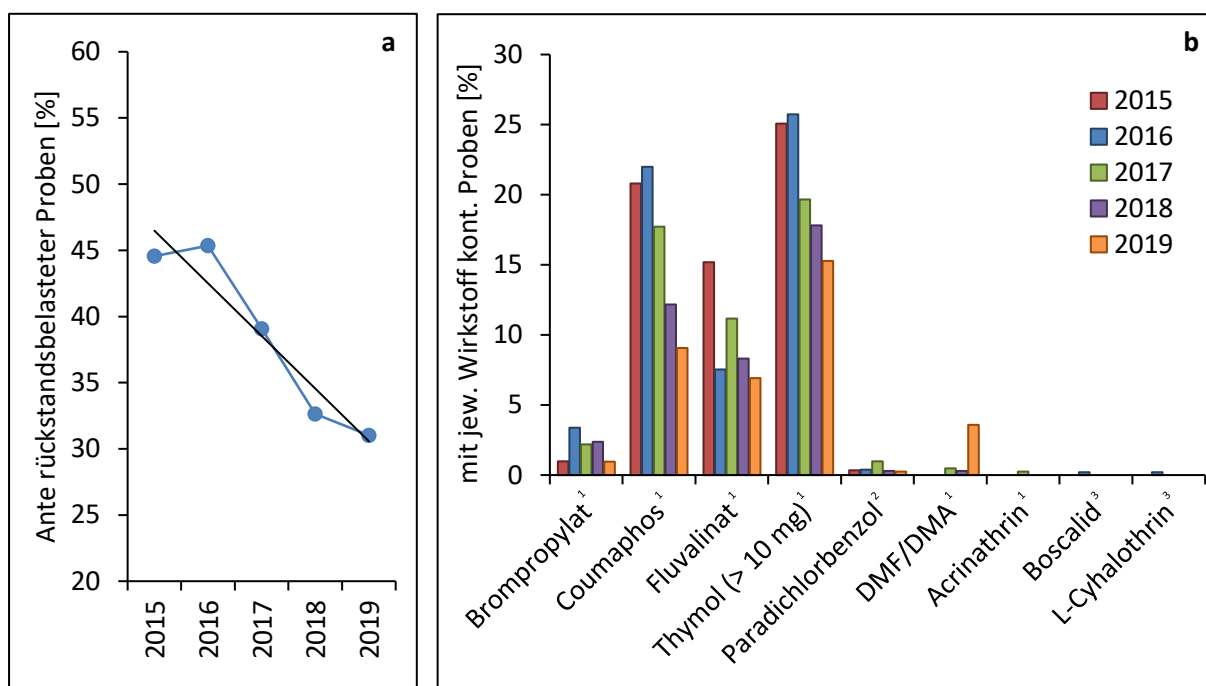 a
Ante rückstandsbelasteter Proben [%]
60
55
50
45
40
35
30
25
20
2015
2016
2017
2018
2019
b
mit jew. Wirkstoff kont. Proben [%]
30
25
20
15
10
5
0
2015
2016
2017
2018
2019
Brompropylat ¹
Coumaphos ¹
Fluvalinat ¹
Thymol (> 10 mg) ¹
Paradichlorbenzol ²
DMF/DMA ¹
Acrinathrin ¹
Boscalid ³
L-Cyhalothrin ³